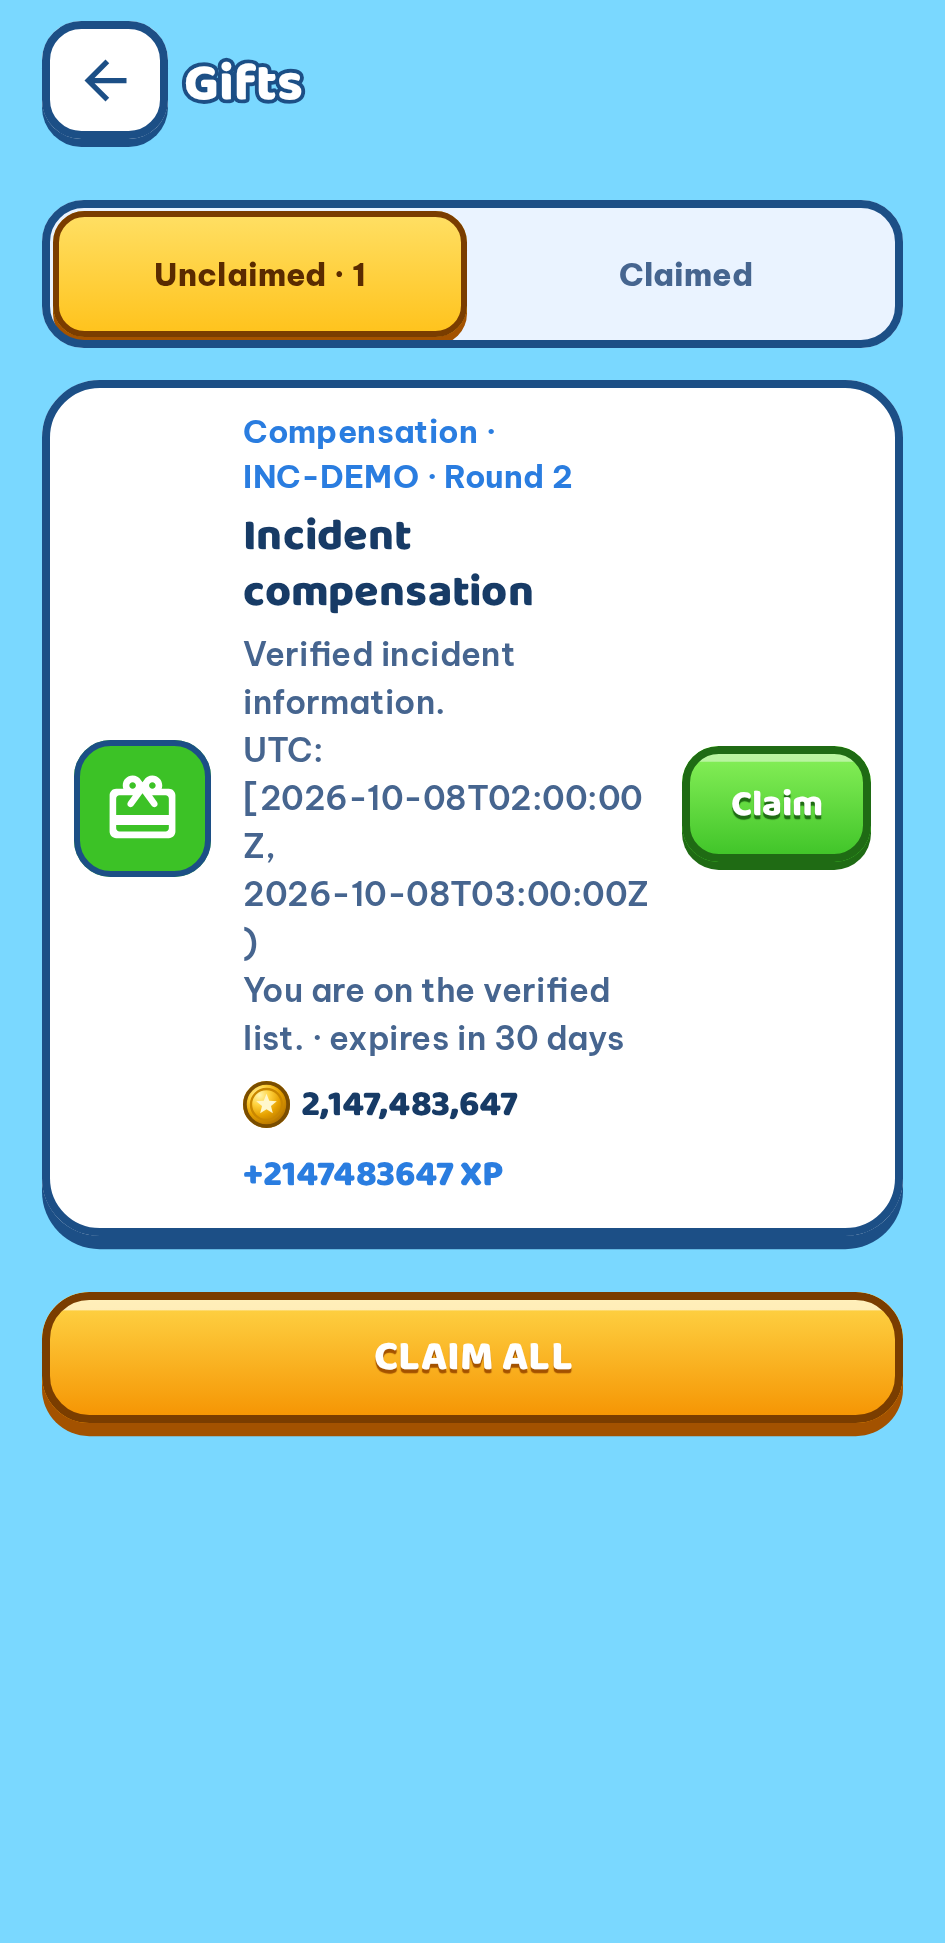 Gifts
Unclaimed · 1
Claimed
Compensation ·
INC-DEMO · Round 2
Incident
compensation
Verified incident
information.
UTC:
[2026-10-08T02:00:00
Z,
2026-10-08T03:00:00Z
)
You are on the verified
list. · expires in 30 days
2,147,483,647
+2147483647 XP
Claim
CLAIM ALL